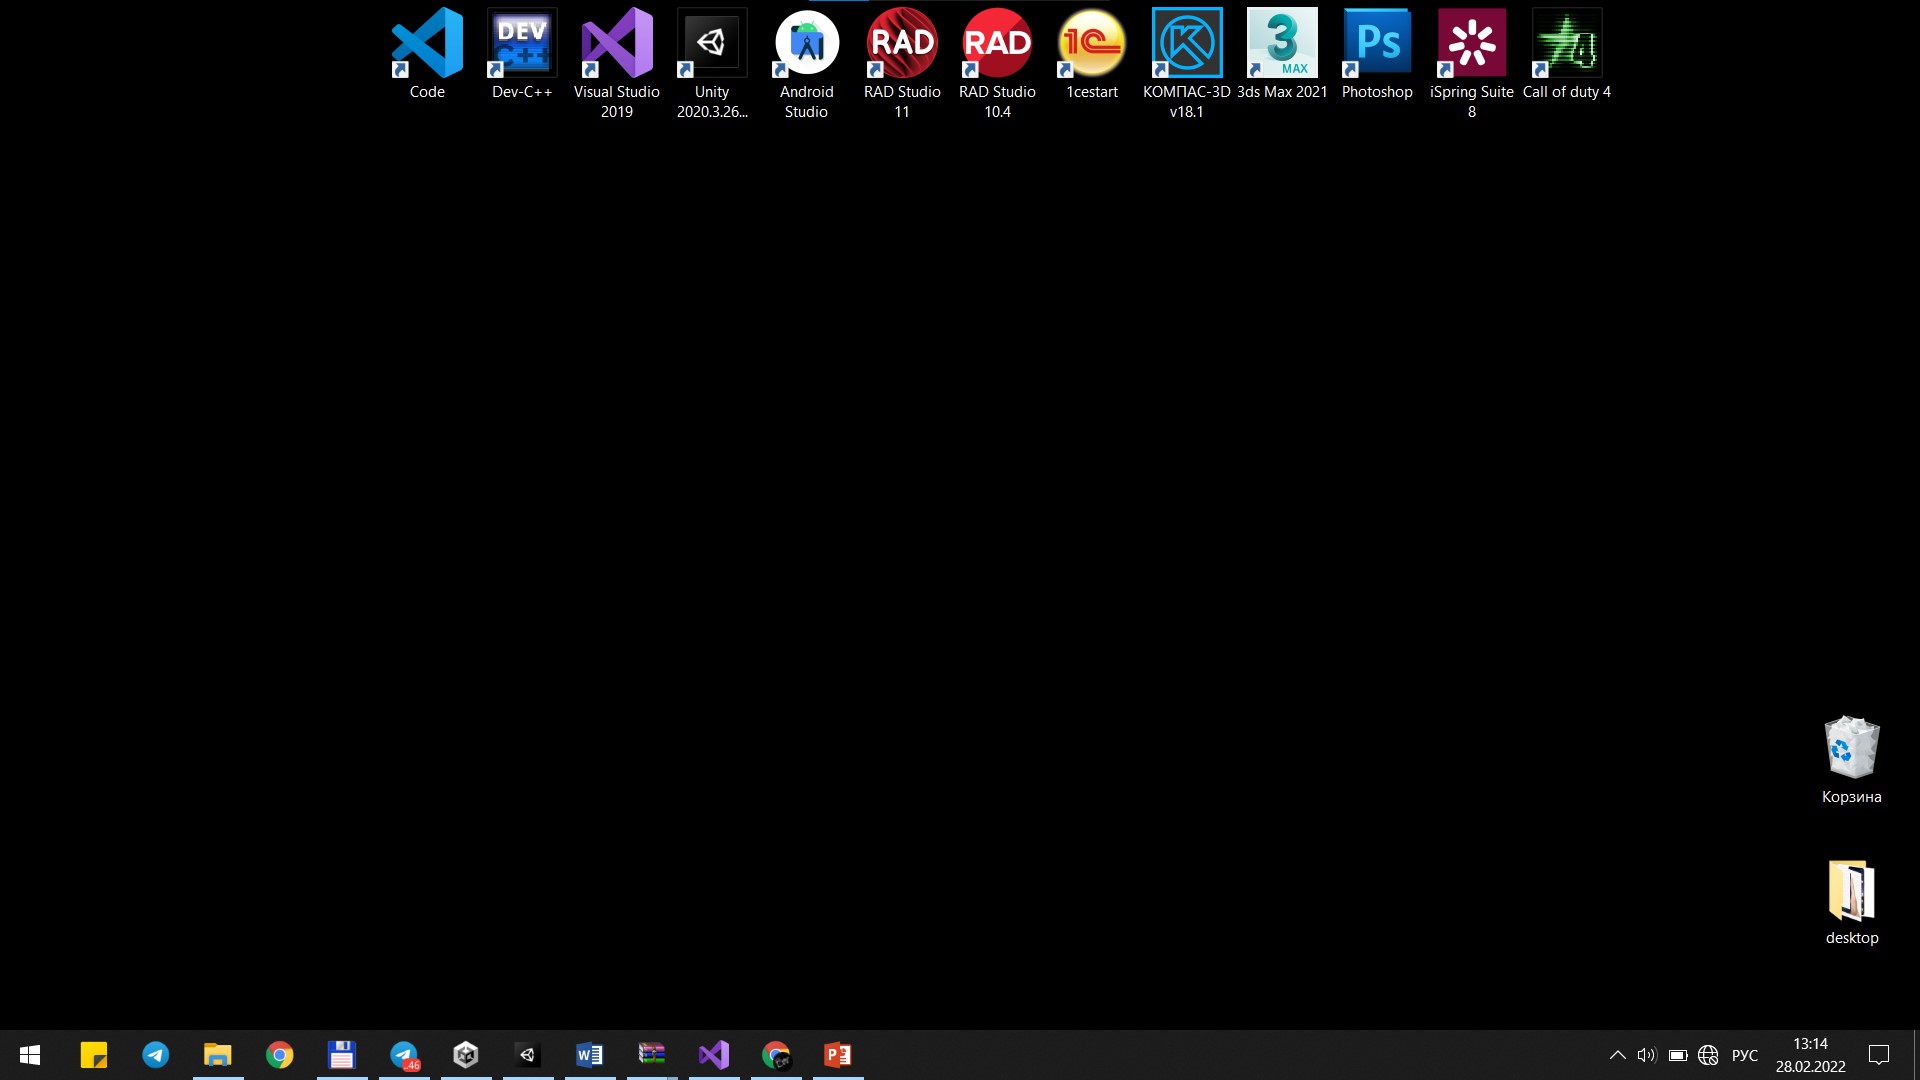 DEV
C++
RAD
RAD
1C
3
MAX
Ps
4
Code
Dev-C++
Visual Studio
2019
Unity
2020.3.26...
Android
Studio
RAD Studio
11
RAD Studio
10.4
1cestart
КОМПАС-3D
v18.1
3ds Max 2021
Photoshop
iSpring Suite
8
Call of duty 4
Корзина
desktop
.46
W
P
РУС
13:14
28.02.2022